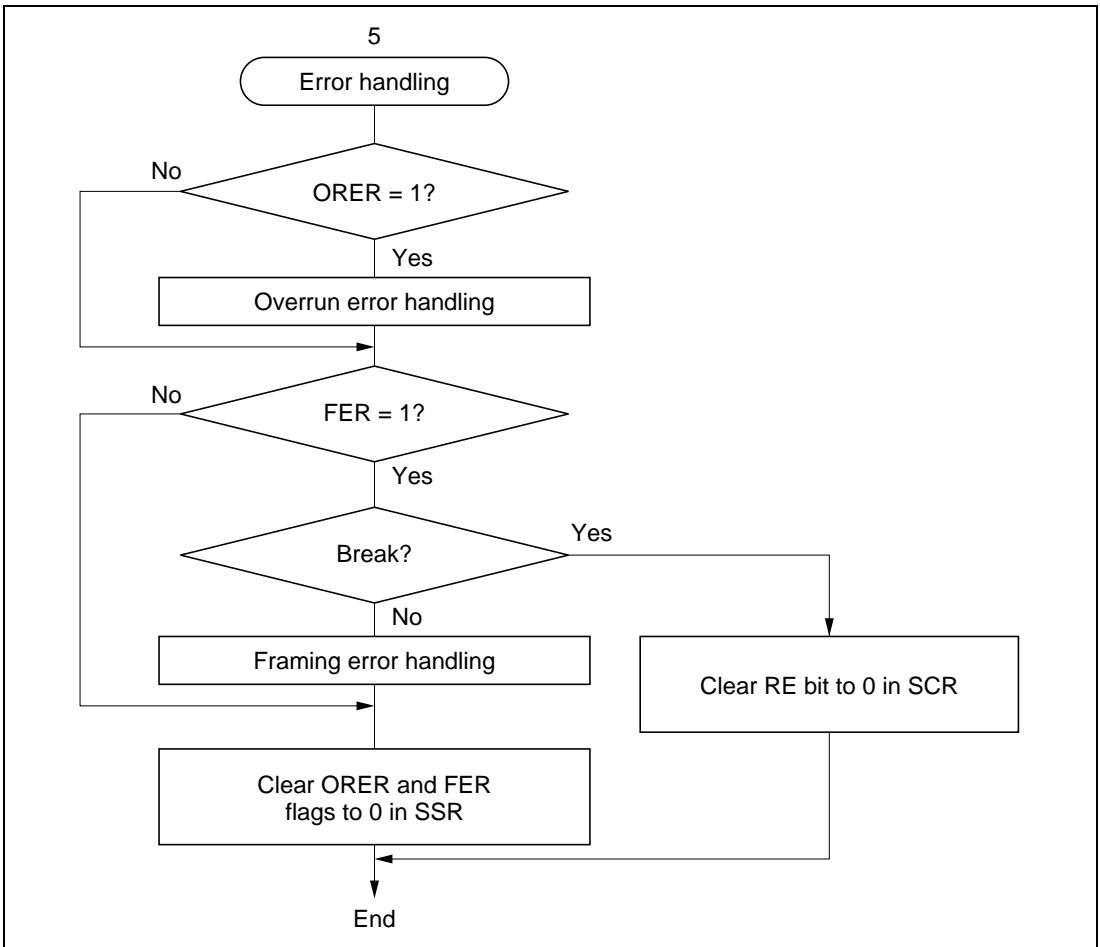 5
Error handling
No
ORER = 1?
Yes
Overrun error handling
No
FER = 1?
Yes
Break?
Yes
No
Framing error handling
Clear RE bit to 0 in SCR
Clear ORER and FER
flags to 0 in SSR
End